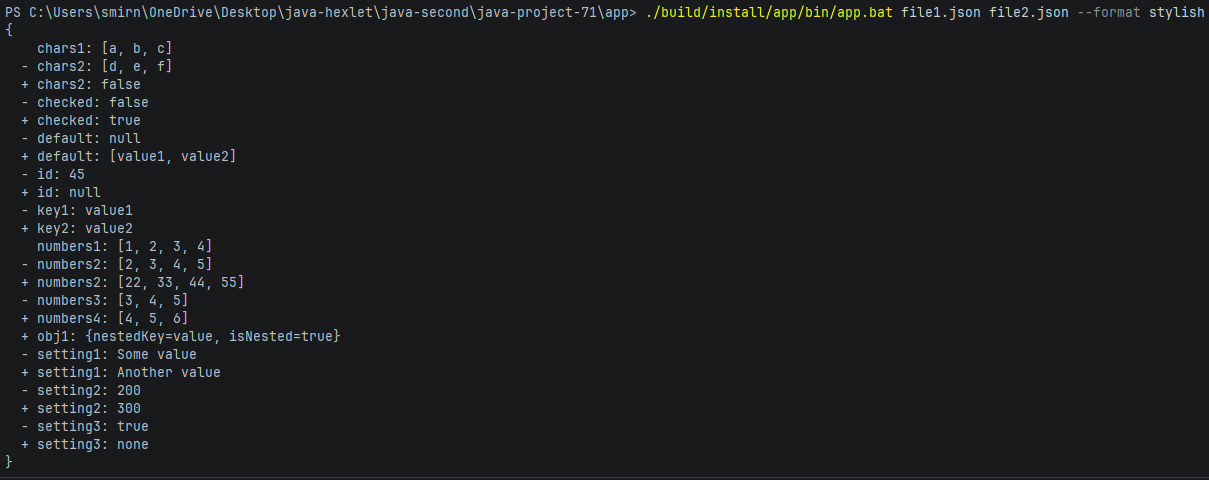 PS C:\Users\smirn\OneDrive\Desktop\java-hexlet\java-second\java-project-71\app> ./build/install/app/bin/app.bat file1.json file2.json --format stylish
{
    chars1: [a, b, c]
  - chars2: [d, e, f]
  + chars2: false
  - checked: false
  + checked: true
  - default: null
  + default: [value1, value2]
  - id: 45
  + id: null
  - key1: value1
  + key2: value2
    numbers1: [1, 2, 3, 4]
  - numbers2: [2, 3, 4, 5]
  + numbers2: [22, 33, 44, 55]
  - numbers3: [3, 4, 5]
  + numbers4: [4, 5, 6]
  + obj1: {nestedKey=value, isNested=true}
  - setting1: Some value
  + setting1: Another value
  - setting2: 200
  + setting2: 300
  - setting3: true
  + setting3: none
}